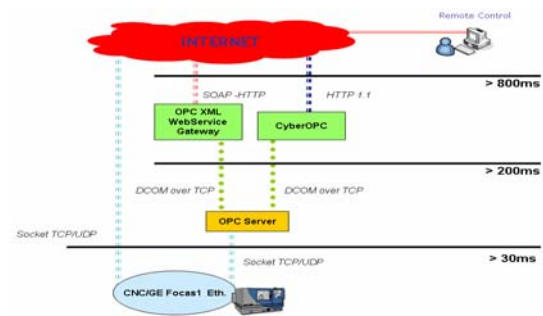 Remote Control
INTERNET
> 800ms
SOAP -HTTP
HTTP 1.1
OPC XML
WebService
Gateway
CyberOPC
> 200ms
DCOM over TCP
DCOM over TCP
OPC Server
Socket TCP/UDP
> 30ms
Socket TCP/UDP
CNC/GE Focas1 Eth.